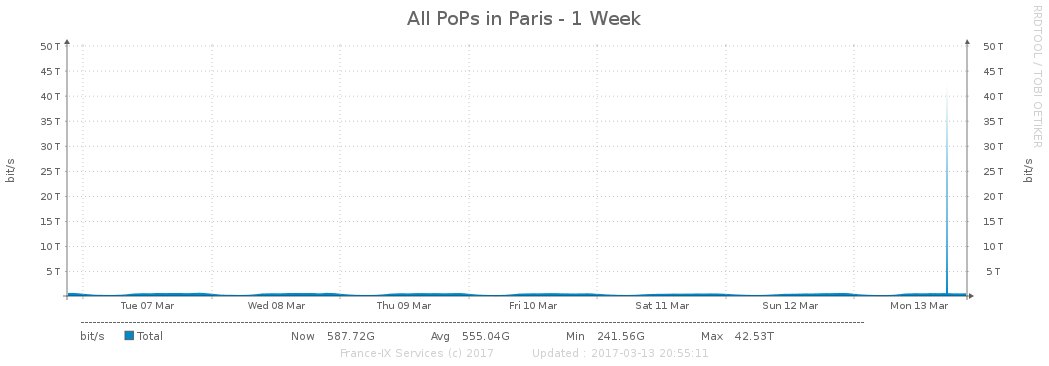 All PoPs in Paris - 1 Week
RRDTOOL / TOBI OETIKER
50 T 50 T
45 T 45 T
40 T 40 T
35 T 35 T
30 T 30 T
25 T 25 T
20 T 20 T
15 T 15 T
10 T 10 T
5 T 5 T
bit/s bit/s
Tue 07 Mar Wed 08 Mar Thu 09 Mar Fri 10 Mar Sat 11 Mar Sun 12 Mar Mon 13 Mar
bit/s Total Now 587.72G Avg 555.04G Min 241.56G Max 42.53T
France-IX Services (c) 2017 Updated : 2017-03-13 20:55:11